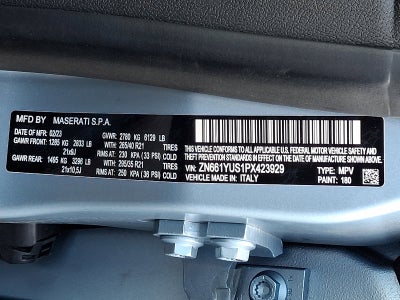 MFD BY MASERATI S.P.A.
DATE OF MFD 02/23 GVWR: 2780 KG 6129 LB
GAWR FRONT 1285 KG 2833 LB WITH 265/40 R21 TIRES
21x9J RIMS AT 230 KPA (33 PSI) COLD
GAWR REAR: 1495 KG 3296 LB WITH 295/35 R21 TIRES
21x10,5J RIMS AT 250 KPA (36 PSI) COLD
THIS VEHICLE CONFORMS TO ALL APPLICABLE U.S. FEDERAL MOTOR VEHICLE
SAFETY, BUMPER, AND THEFT PREVENTION STANDARDS IN EFFECT ON THE
DATE OF MANUFACTURE SHOWN ABOVE.
VIN: ZN661YUS1PX423929 TYPE: MPV
VEHICLE MADE IN: ITALY PAINT: 180